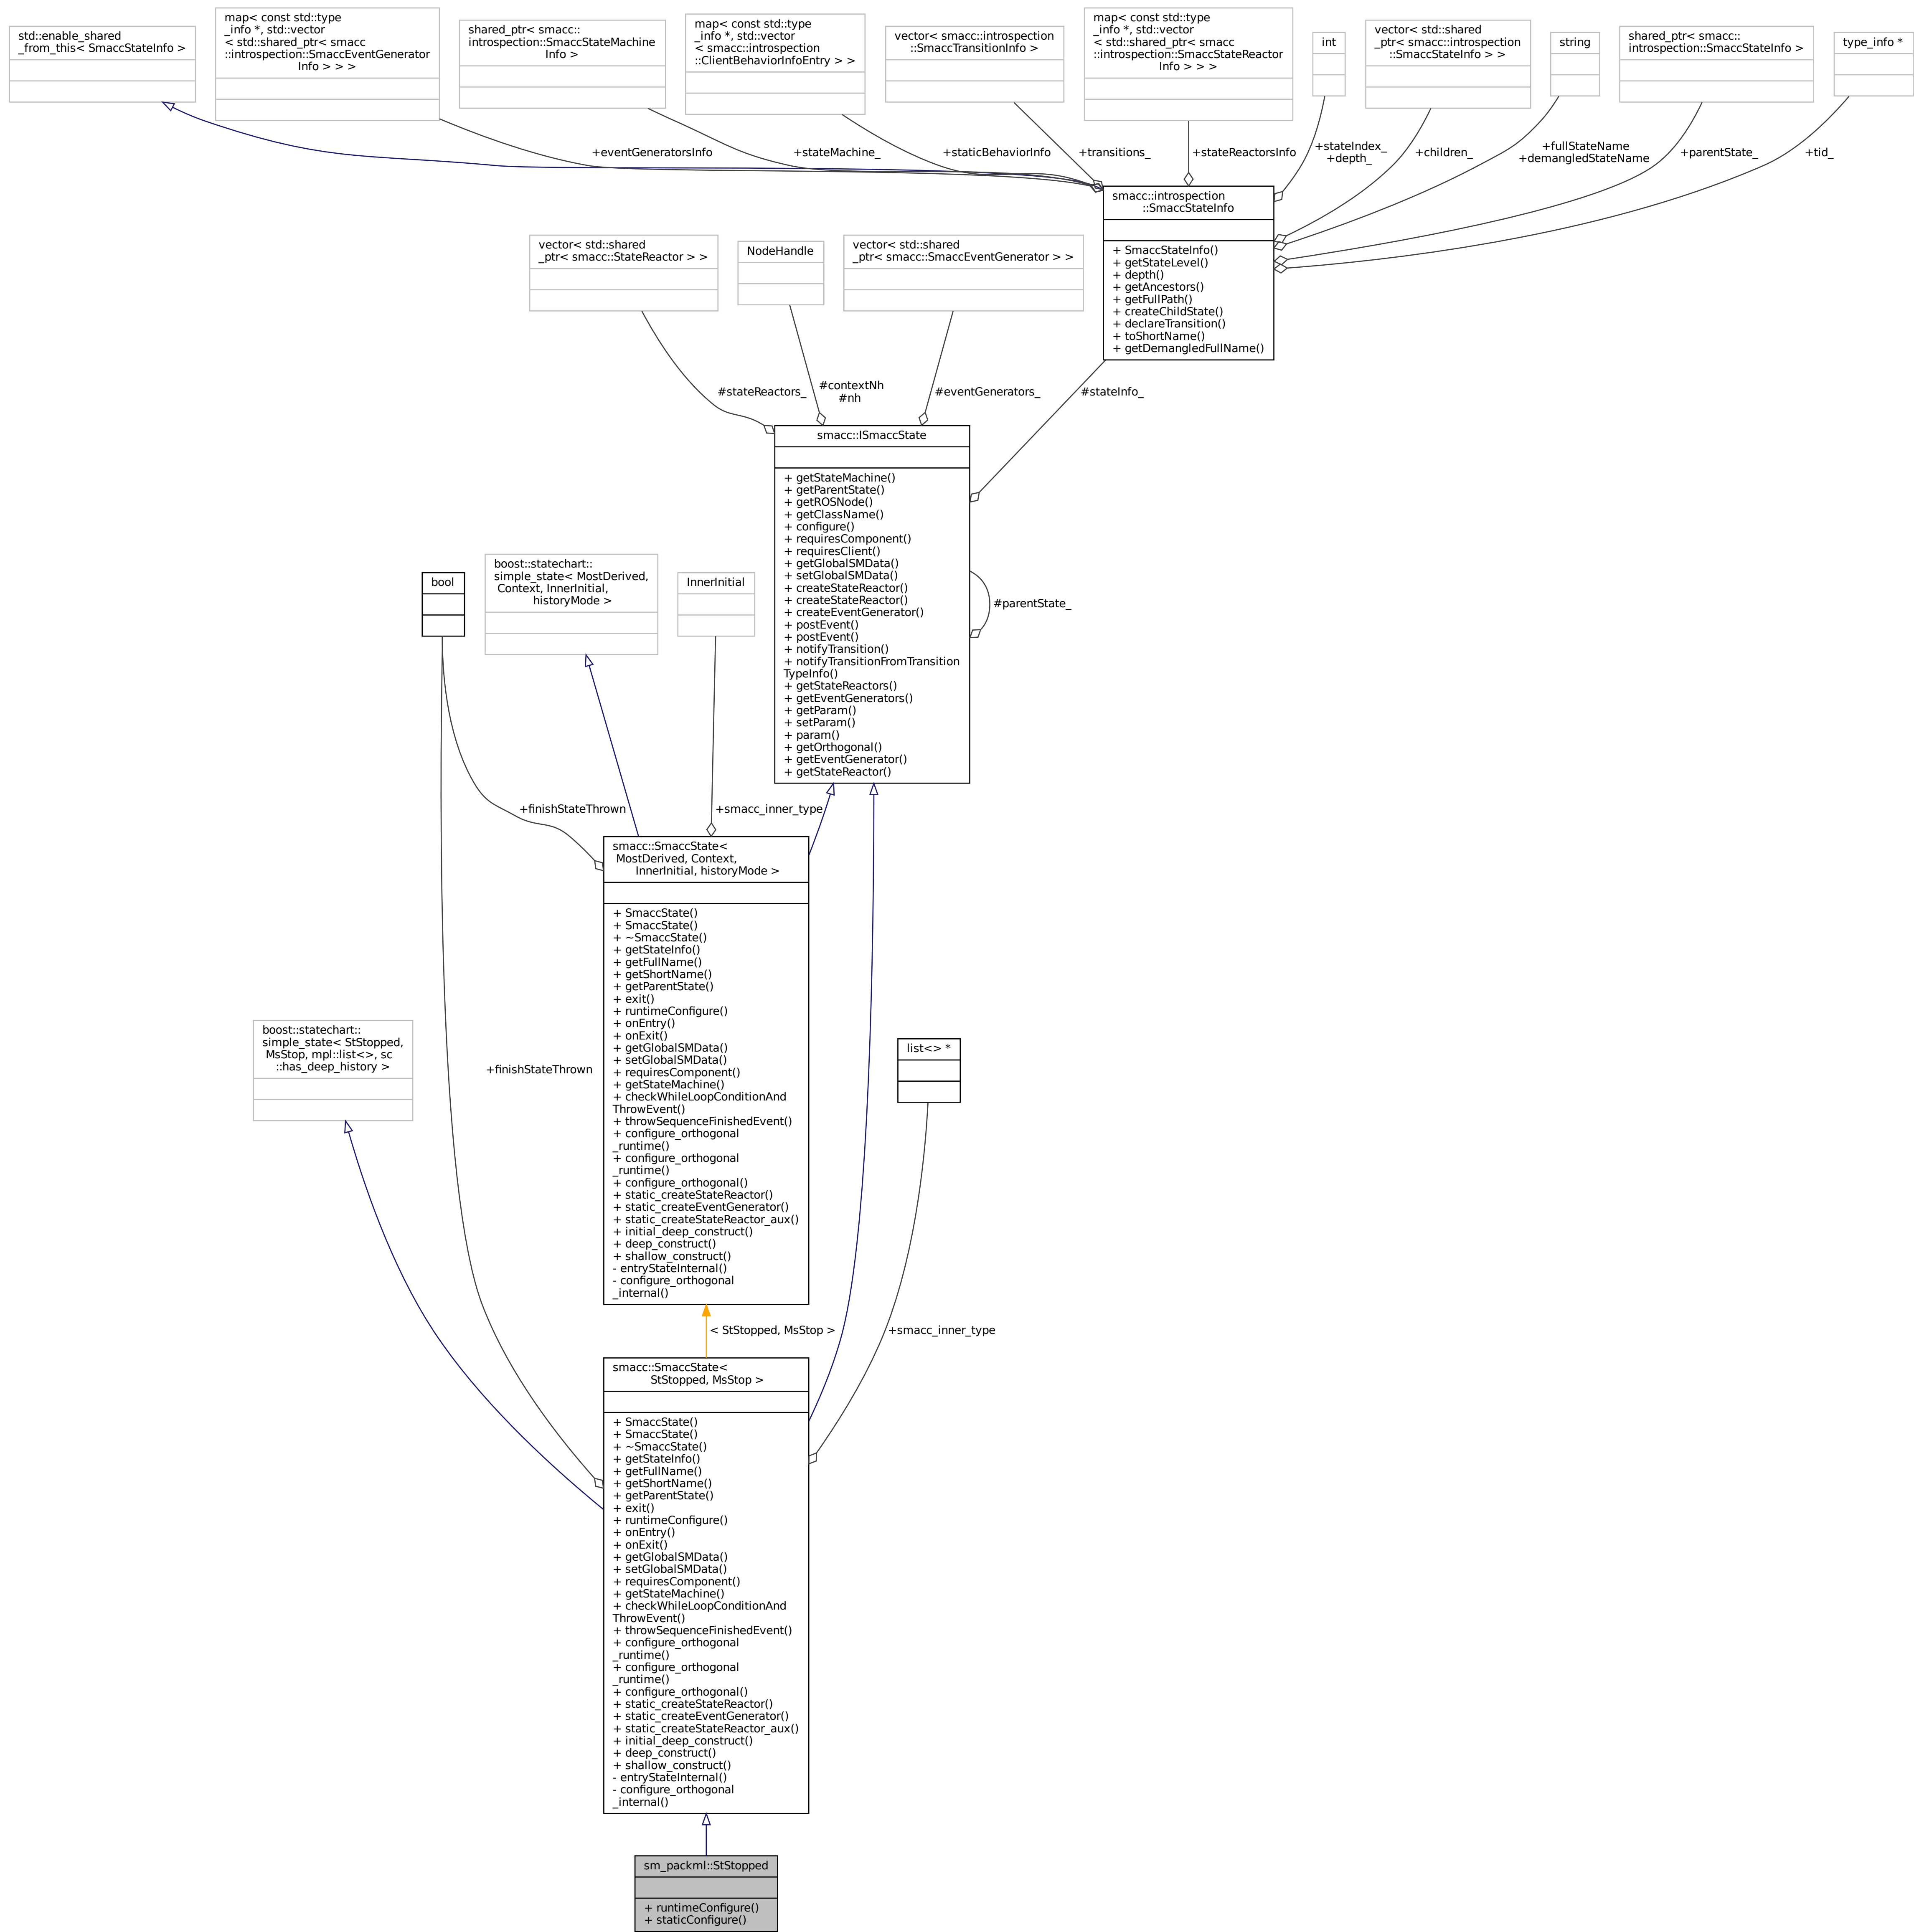 std::enable_shared
_from_this< SmaccStateInfo >
map< const std::type
_info *, std::vector
< std::shared_ptr< smacc
::introspection::SmaccEventGenerator
Info > > >
shared_ptr< smacc::
introspection::SmaccStateMachine
Info >
map< const std::type
_info *, std::vector
< smacc::introspection
::ClientBehaviorInfoEntry > >
vector< smacc::introspection
::SmaccTransitionInfo >
map< const std::type
_info *, std::vector
< std::shared_ptr< smacc
::introspection::SmaccStateReactor
Info > > >
int
vector< std::shared
_ptr< smacc::introspection
::SmaccStateInfo > >
string
shared_ptr< smacc::
introspection::SmaccStateInfo >
type_info *
+eventGeneratorsInfo
+stateMachine_
+staticBehaviorInfo
+transitions_
+stateReactorsInfo
+stateIndex_
+depth_
+children_
+fullStateName
+demangledStateName
+parentState_
+tid_
smacc::introspection
::SmaccStateInfo
+ SmaccStateInfo()
+ getStateLevel()
+ depth()
+ getAncestors()
+ getFullPath()
+ createChildState()
+ declareTransition()
+ toShortName()
+ getDemangledFullName()
vector< std::shared
_ptr< smacc::StateReactor > >
NodeHandle
vector< std::shared
_ptr< smacc::SmaccEventGenerator > >
#stateReactors_
#contextNh
#nh
#eventGenerators_
#stateInfo_
smacc::ISmaccState
+ getStateMachine()
+ getParentState()
+ getROSNode()
+ getClassName()
+ configure()
+ requiresComponent()
+ requiresClient()
+ getGlobalSMData()
+ setGlobalSMData()
+ createStateReactor()
+ createStateReactor()
+ createEventGenerator()
+ postEvent()
+ postEvent()
+ notifyTransition()
+ notifyTransitionFromTransition
TypeInfo()
+ getStateReactors()
+ getEventGenerators()
+ getParam()
+ setParam()
+ param()
+ getOrthogonal()
+ getEventGenerator()
+ getStateReactor()
#parentState_
bool
boost::statechart::
simple_state< MostDerived,
Context, InnerInitial,
historyMode >
InnerInitial
+finishStateThrown
+smacc_inner_type
smacc::SmaccState<
MostDerived, Context,
InnerInitial, historyMode >
+ SmaccState()
+ SmaccState()
+ ~SmaccState()
+ getStateInfo()
+ getFullName()
+ getShortName()
+ getParentState()
+ exit()
+ runtimeConfigure()
+ onEntry()
+ onExit()
+ getGlobalSMData()
+ setGlobalSMData()
+ requiresComponent()
+ getStateMachine()
+ checkWhileLoopConditionAnd
ThrowEvent()
+ throwSequenceFinishedEvent()
+ configure_orthogonal
_runtime()
+ configure_orthogonal
_runtime()
+ configure_orthogonal()
+ static_createStateReactor()
+ static_createEventGenerator()
+ static_createStateReactor_aux()
+ initial_deep_construct()
+ deep_construct()
+ shallow_construct()
- entryStateInternal()
- configure_orthogonal
_internal()
boost::statechart::
simple_state< StStopped,
MsStop, mpl::list<>, sc
::has_deep_history >
+finishStateThrown
list<> *
< StStopped, MsStop >
+smacc_inner_type
smacc::SmaccState<
StStopped, MsStop >
+ SmaccState()
+ SmaccState()
+ ~SmaccState()
+ getStateInfo()
+ getFullName()
+ getShortName()
+ getParentState()
+ exit()
+ runtimeConfigure()
+ onEntry()
+ onExit()
+ getGlobalSMData()
+ setGlobalSMData()
+ requiresComponent()
+ getStateMachine()
+ checkWhileLoopConditionAnd
ThrowEvent()
+ throwSequenceFinishedEvent()
+ configure_orthogonal
_runtime()
+ configure_orthogonal
_runtime()
+ configure_orthogonal()
+ static_createStateReactor()
+ static_createEventGenerator()
+ static_createStateReactor_aux()
+ initial_deep_construct()
+ deep_construct()
+ shallow_construct()
- entryStateInternal()
- configure_orthogonal
_internal()
sm_packml::StStopped
+ runtimeConfigure()
+ staticConfigure()